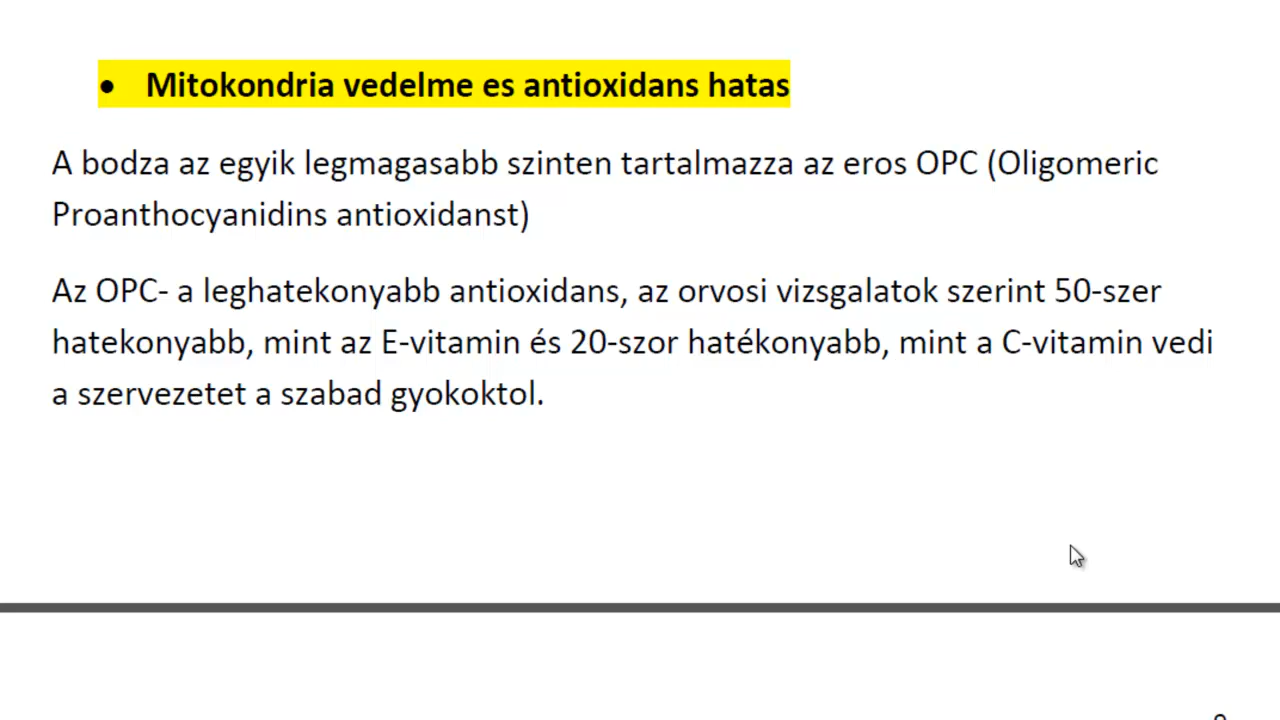 • Mitokondria vedelme es antioxidans hatas
A bodza az egyik legmagasabb szinten tartalmazza az eros OPC (Oligomeric
Proanthocyanidins antioxidanst)
Az OPC- a leghatekonyabb antioxidans, az orvosi vizsgalatok szerint 50-szer
hatekonyabb, mint az E-vitamin és 20-szor hatékonyabb, mint a C-vitamin vedi
a szervezetet a szabad gyokoktol.